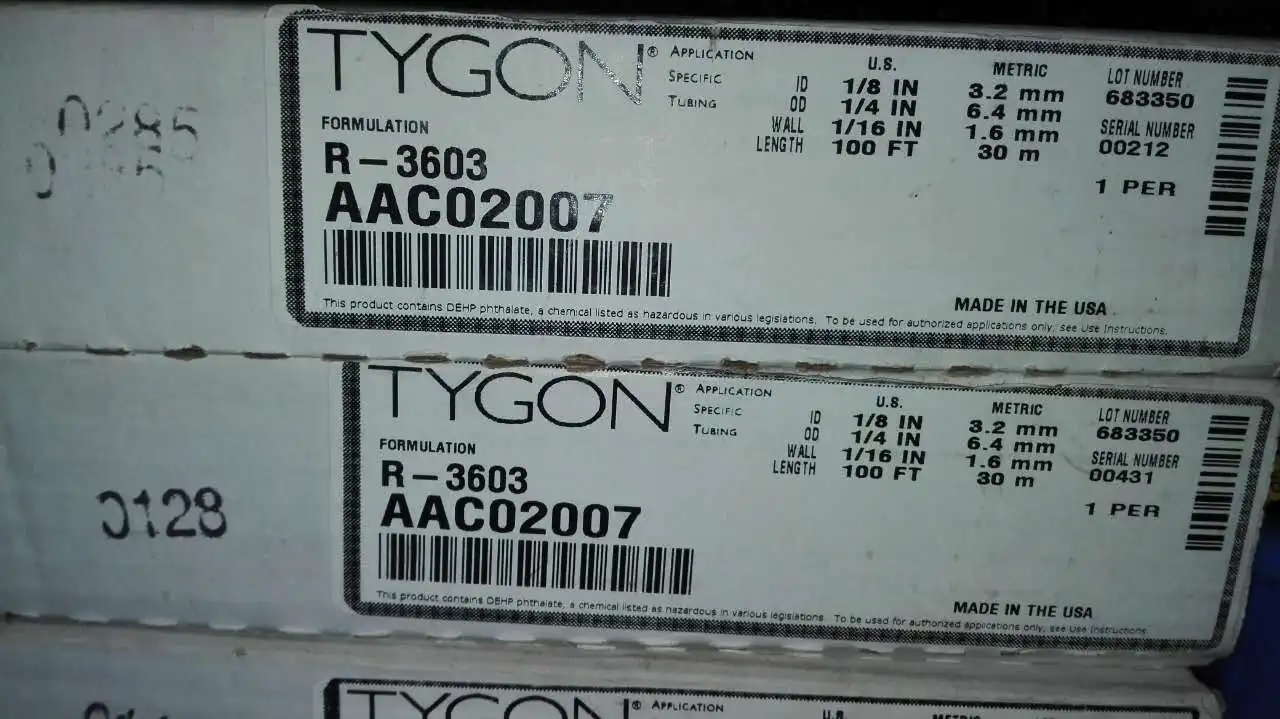 TYGON® APPLICATION
SPECIFIC
TUBING
U.S. METRIC
ID 1/8 IN 3.2 mm
OD 1/4 IN 6.4 mm
WALL 1/16 IN 1.6 mm
LENGTH 100 FT 30 m
LOT NUMBER
683350
SERIAL NUMBER
00212
1 PER
FORMULATION
R-3603
AAC02007
MADE IN THE USA
This product contains DEHP phthalate, a chemical listed as hazardous in various legislations. To be used for authorized applications only, see Use Instructions.
TYGON® APPLICATION
SPECIFIC
TUBING
U.S. METRIC
ID 1/8 IN 3.2 mm
OD 1/4 IN 6.4 mm
WALL 1/16 IN 1.6 mm
LENGTH 100 FT 30 m
LOT NUMBER
683350
SERIAL NUMBER
00431
1 PER
FORMULATION
R-3603
AAC02007
0128
MADE IN THE USA
This product contains DEHP phthalate, a chemical listed as hazardous in various legislations. To be used for authorized applications only, see Use Instructions.
TYGON® APPLICATION
U.S. METRIC